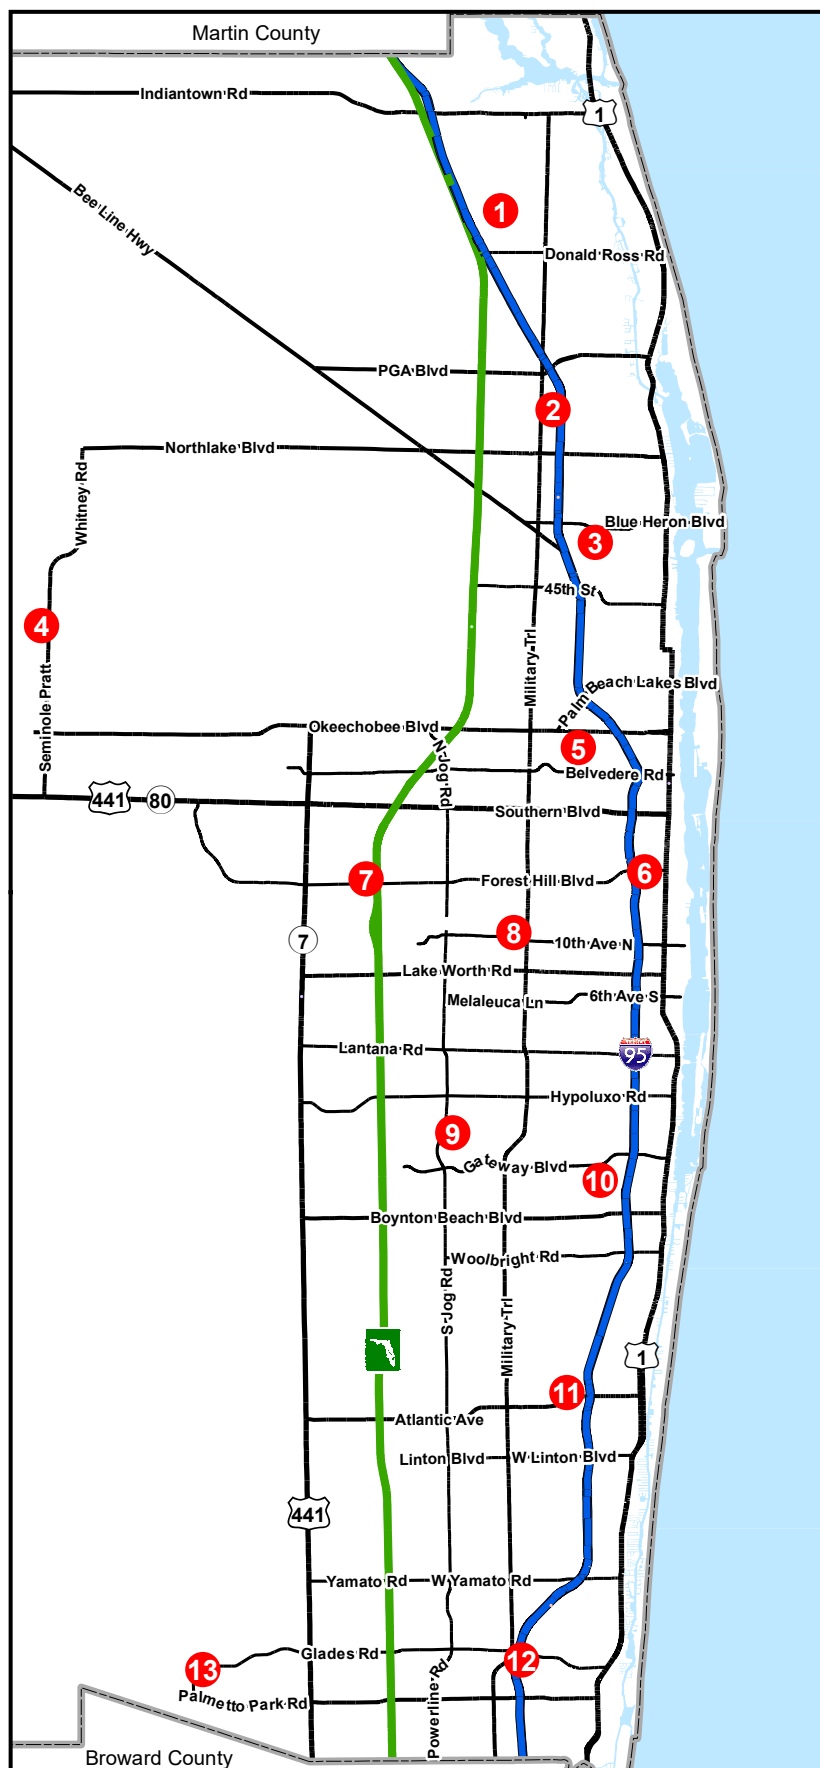 Martin County
Indiantown Rd
1
Bee Line Hwy
1
Donald Ross Rd
PGA Blvd
2
Northlake Blvd
Whitney Rd
Blue Heron Blvd
3
45th St
4
Military Trl
Seminole Pratt
Palm Beach Lakes Blvd
Okeechobee Blvd
5
N Jog Rd
Belvedere Rd
441
80
Southern Blvd
6
7
Forest Hill Blvd
8
7
10th Ave N
Lake Worth Rd
Melaleuca Ln
6th Ave S
Lantana Rd
95
Hypoluxo Rd
9
Gateway Blvd
10
Boynton Beach Blvd
Woolbright Rd
S Jog Rd
Military Trl
1
11
Atlantic Ave
Linton Blvd
W Linton Blvd
441
Yamato Rd
W Yamato Rd
Glades Rd
12
13
Powerline Rd
Palmetto Park Rd
Broward County